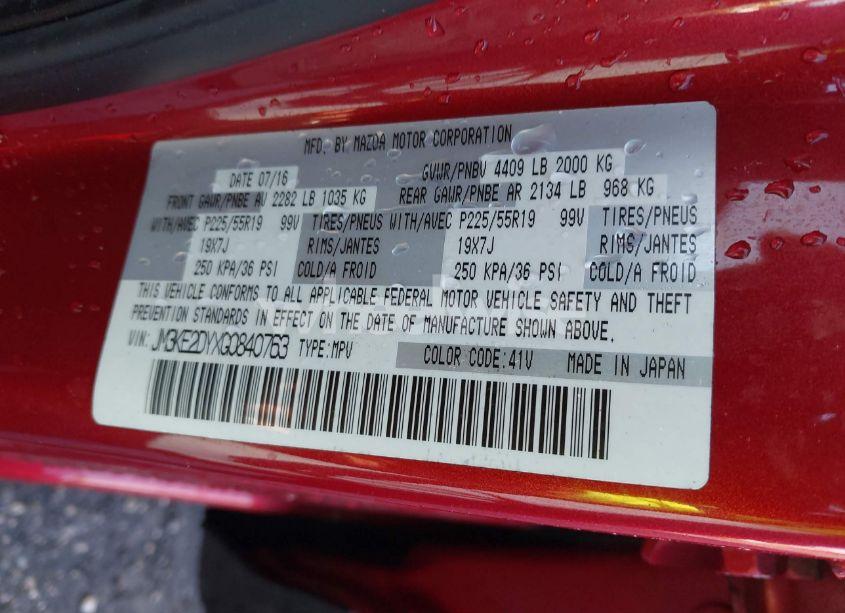 MFD. BY MAZDA MOTOR CORPORATION
DATE 07/16 GVWR/PNBV 4409 LB 2000 KG
FRONT GAWR/PNBE AV 2282 LB 1035 KG REAR GAWR/PNBE AR 2134 LB 968 KG
WITH/AVEC P225/55R19 99V TIRES/PNEUS WITH/AVEC P225/55R19 99V TIRES/PNEUS
19X7J RIMS/JANTES 19X7J RIMS/JANTES
250 KPA/36 PSI COLD/A FROID 250 KPA/36 PSI COLD/A FROID
THIS VEHICLE CONFORMS TO ALL APPLICABLE FEDERAL MOTOR VEHICLE SAFETY AND THEFT
PREVENTION STANDARDS IN EFFECT ON THE DATE OF MANUFACTURE SHOWN ABOVE.
VIN: JM3KE2DYXG0840763 TYPE:MPV COLOR CODE:41V MADE IN JAPAN